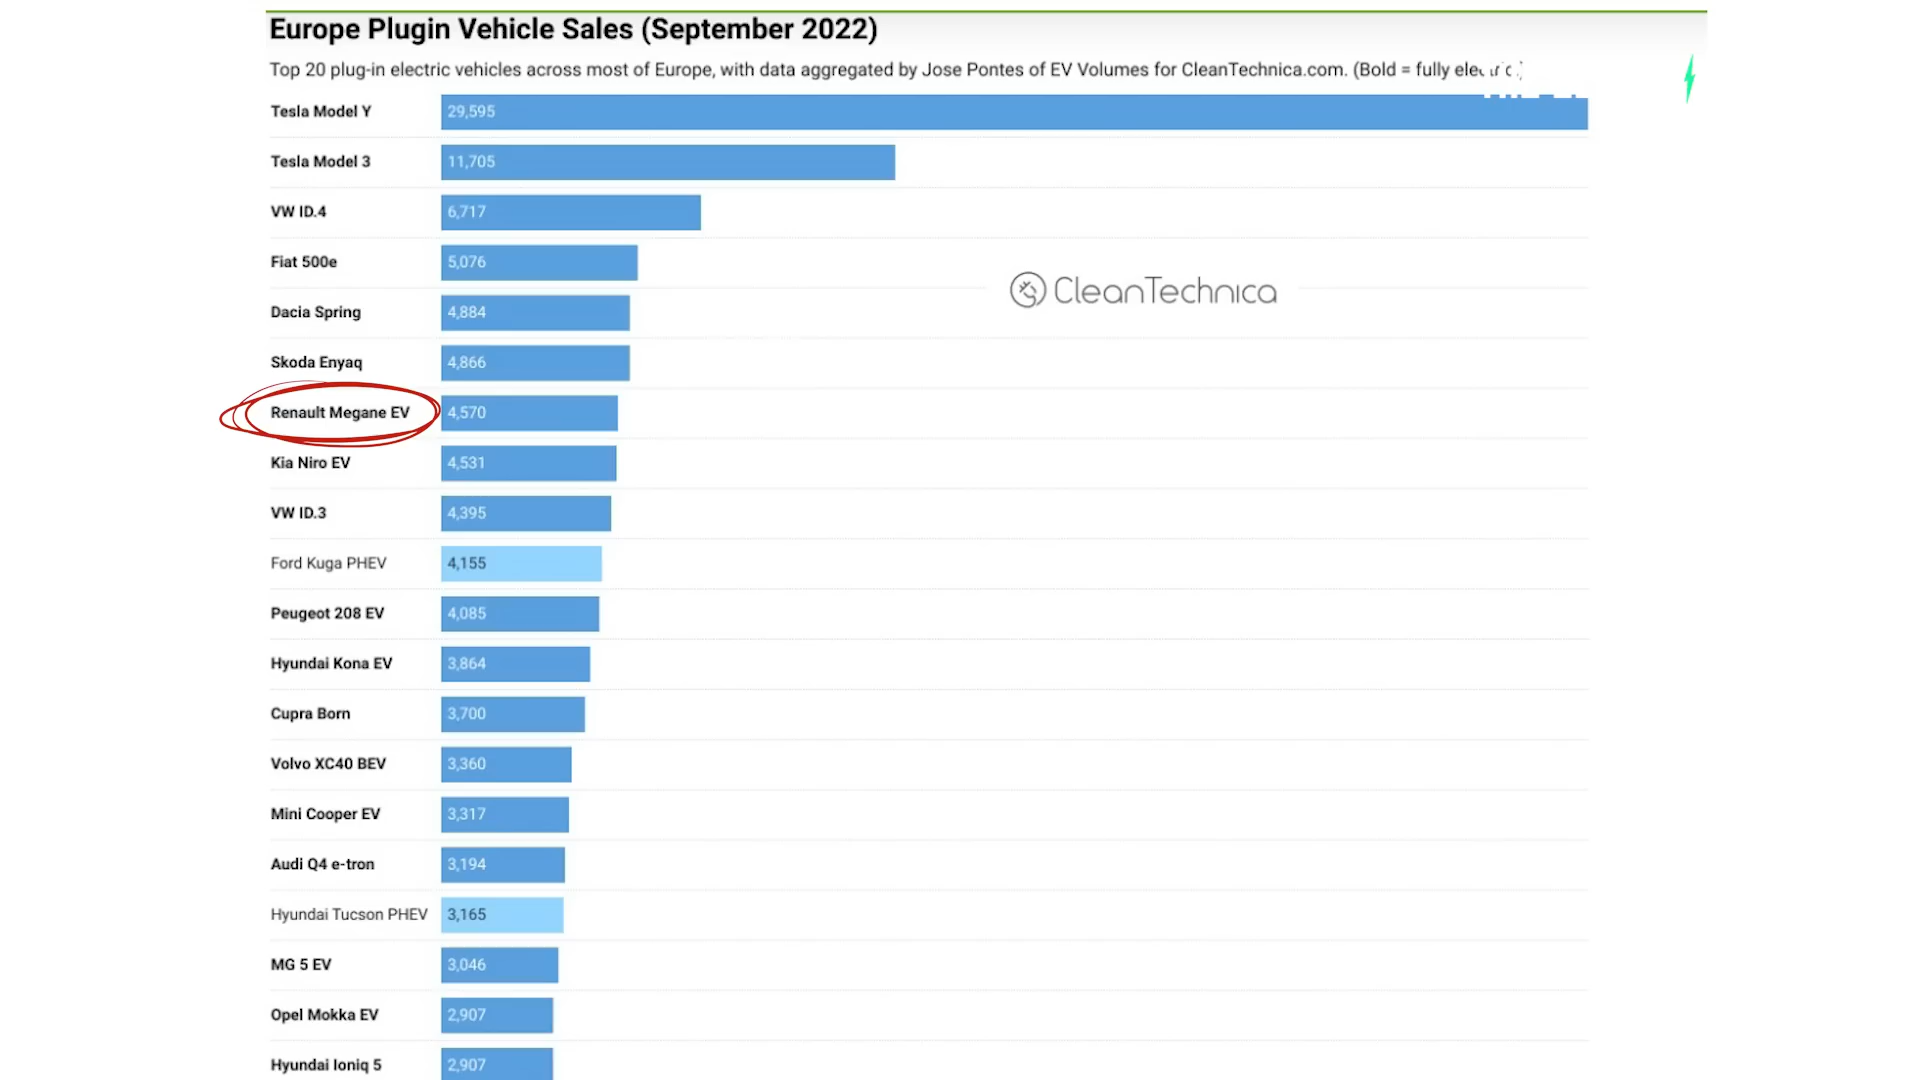 Europe Plugin Vehicle Sales (September 2022)
Top 20 plug-in electric vehicles across most of Europe, with data aggregated by Jose Pontes of EV Volumes for CleanTechnica.com. (Bold = fully electric.)
Tesla Model Y 29,595
Tesla Model 3 11,705
VW ID.4 6,717
Fiat 500e 5,076
CleanTechnica
Dacia Spring 4,884
Skoda Enyaq 4,866
Renault Megane EV 4,570
Kia Niro EV 4,531
VW ID.3 4,395
Ford Kuga PHEV 4,155
Peugeot 208 EV 4,085
Hyundai Kona EV 3,864
Cupra Born 3,700
Volvo XC40 BEV 3,360
Mini Cooper EV 3,317
Audi Q4 e-tron 3,194
Hyundai Tucson PHEV 3,165
MG 5 EV 3,046
Opel Mokka EV 2,907
Hyundai Ioniq 5 2,907